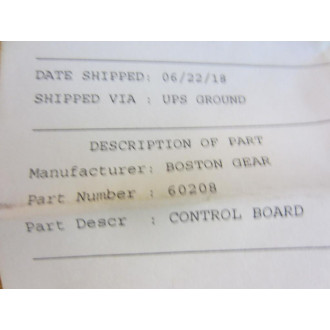 DATE SHIPPED: 06/22/18
SHIPPED VIA : UPS GROUND
DESCRIPTION OF PART
Manufacturer: BOSTON GEAR
Part Number : 60208
Part Descr : CONTROL BOARD